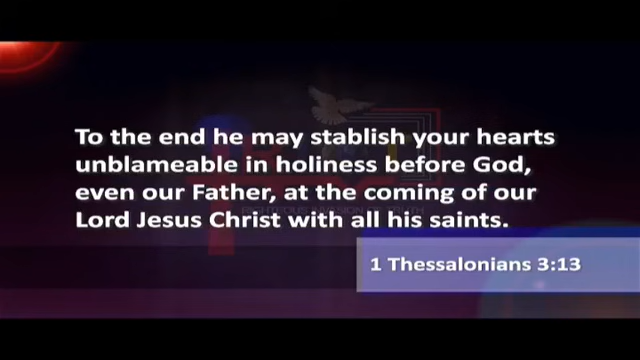 To the end he may stablish your hearts
unblameable in holiness before God,
even our Father, at the coming of our
Lord Jesus Christ with all his saints.
1 Thessalonians 3:13